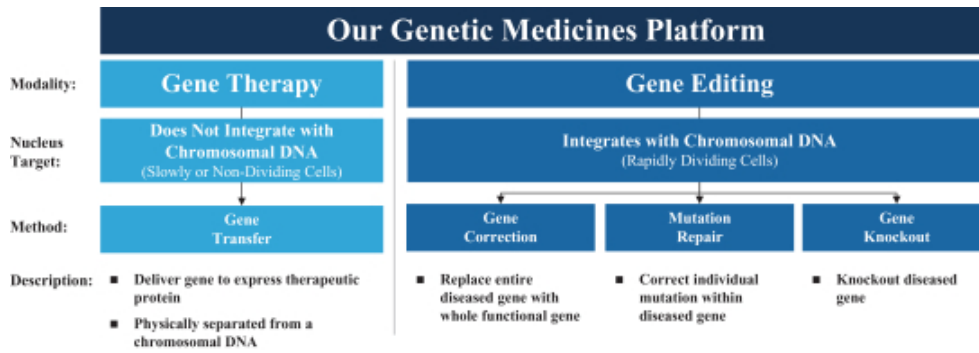 Our Genetic Medicines Platform
Modality:
Gene Therapy
Gene Editing
Nucleus
Target:
Does Not Integrate with
Chromosomal DNA
(Slowly or Non-Dividing Cells)
Integrates with Chromosomal DNA
(Rapidly Dividing Cells)
Method:
Gene
Transfer
Gene
Correction
Mutation
Repair
Gene
Knockout
Description:
■ Deliver gene to express therapeutic
protein
■ Physically separated from a
chromosomal DNA
■ Replace entire
diseased gene with
whole functional gene
■ Correct individual
mutation within
diseased gene
■ Knockout diseased
gene